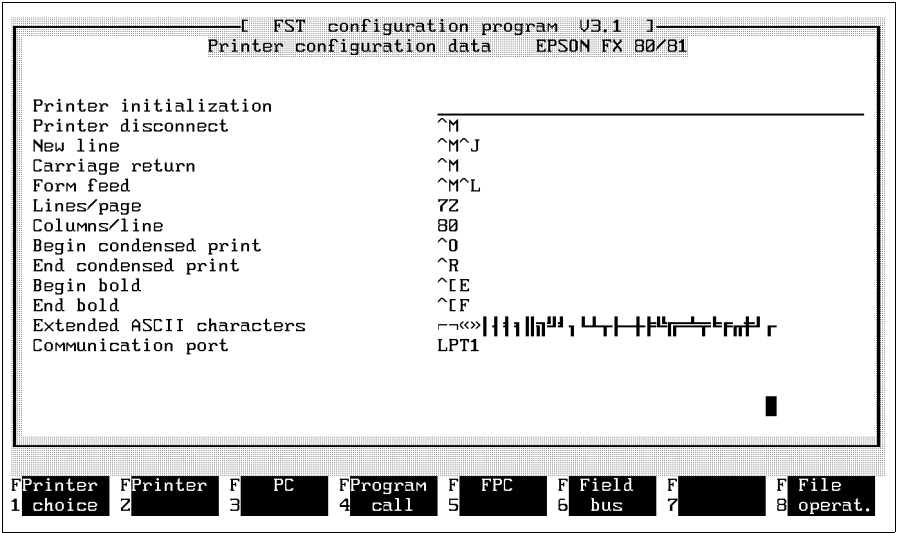 [ FST configuration program V3.1 ]
Printer configuration data EPSON FX 80/81
Printer initialization
Printer disconnect ^M
New line ^M^J
Carriage return ^M
Form feed ^M^L
Lines/page 72
Columns/line 80
Begin condensed print ^O
End condensed print ^R
Begin bold ^[E
End bold ^[F
Extended ASCII characters ⌐¬«»
Communication port LPT1
F1 Printer choice F2 Printer F3 PC F4 Program call F5 FPC F6 Field bus F7 F8 File operat.